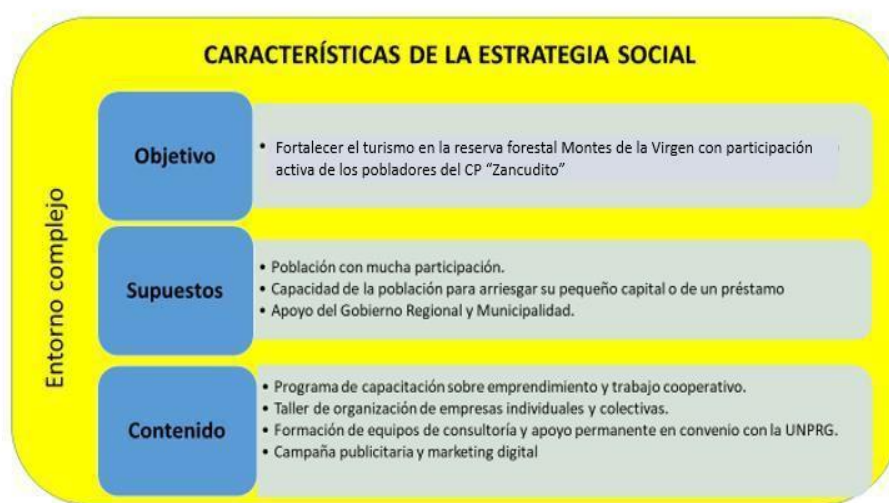 CARACTERÍSTICAS DE LA ESTRATEGIA SOCIAL
Entorno complejo
Objetivo
• Fortalecer el turismo en la reserva forestal Montes de la Virgen con participación
activa de los pobladores del CP “Zancudito”
Supuestos
• Población con mucha participación.
• Capacidad de la población para arriesgar su pequeño capital o de un préstamo
• Apoyo del Gobierno Regional y Municipalidad.
Contenido
• Programa de capacitación sobre emprendimiento y trabajo cooperativo.
• Taller de organización de empresas individuales y colectivas.
• Formación de equipos de consultoría y apoyo permanente en convenio con la UNPRG.
• Campaña publicitaria y marketing digital